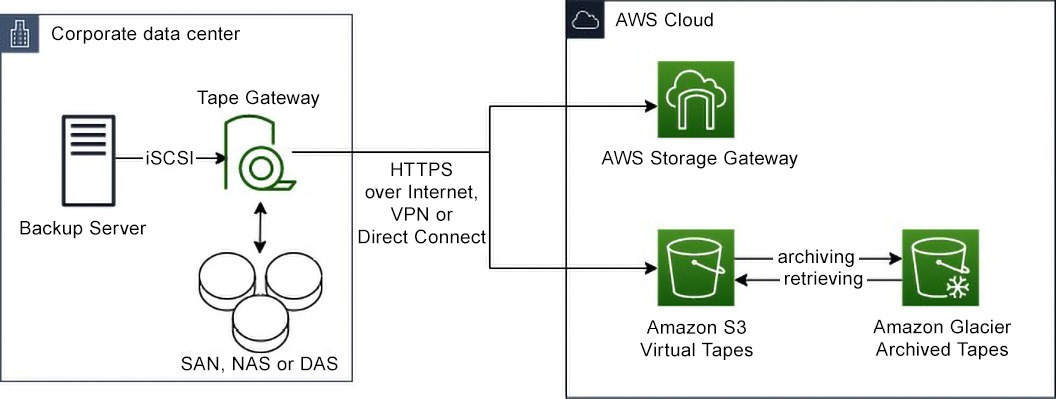 Corporate data center
AWS Cloud
Tape Gateway
iSCSI
Backup Server
HTTPS
over Internet,
VPN or
Direct Connect
SAN, NAS or DAS
AWS Storage Gateway
archiving
retrieving
Amazon S3
Virtual Tapes
Amazon Glacier
Archived Tapes